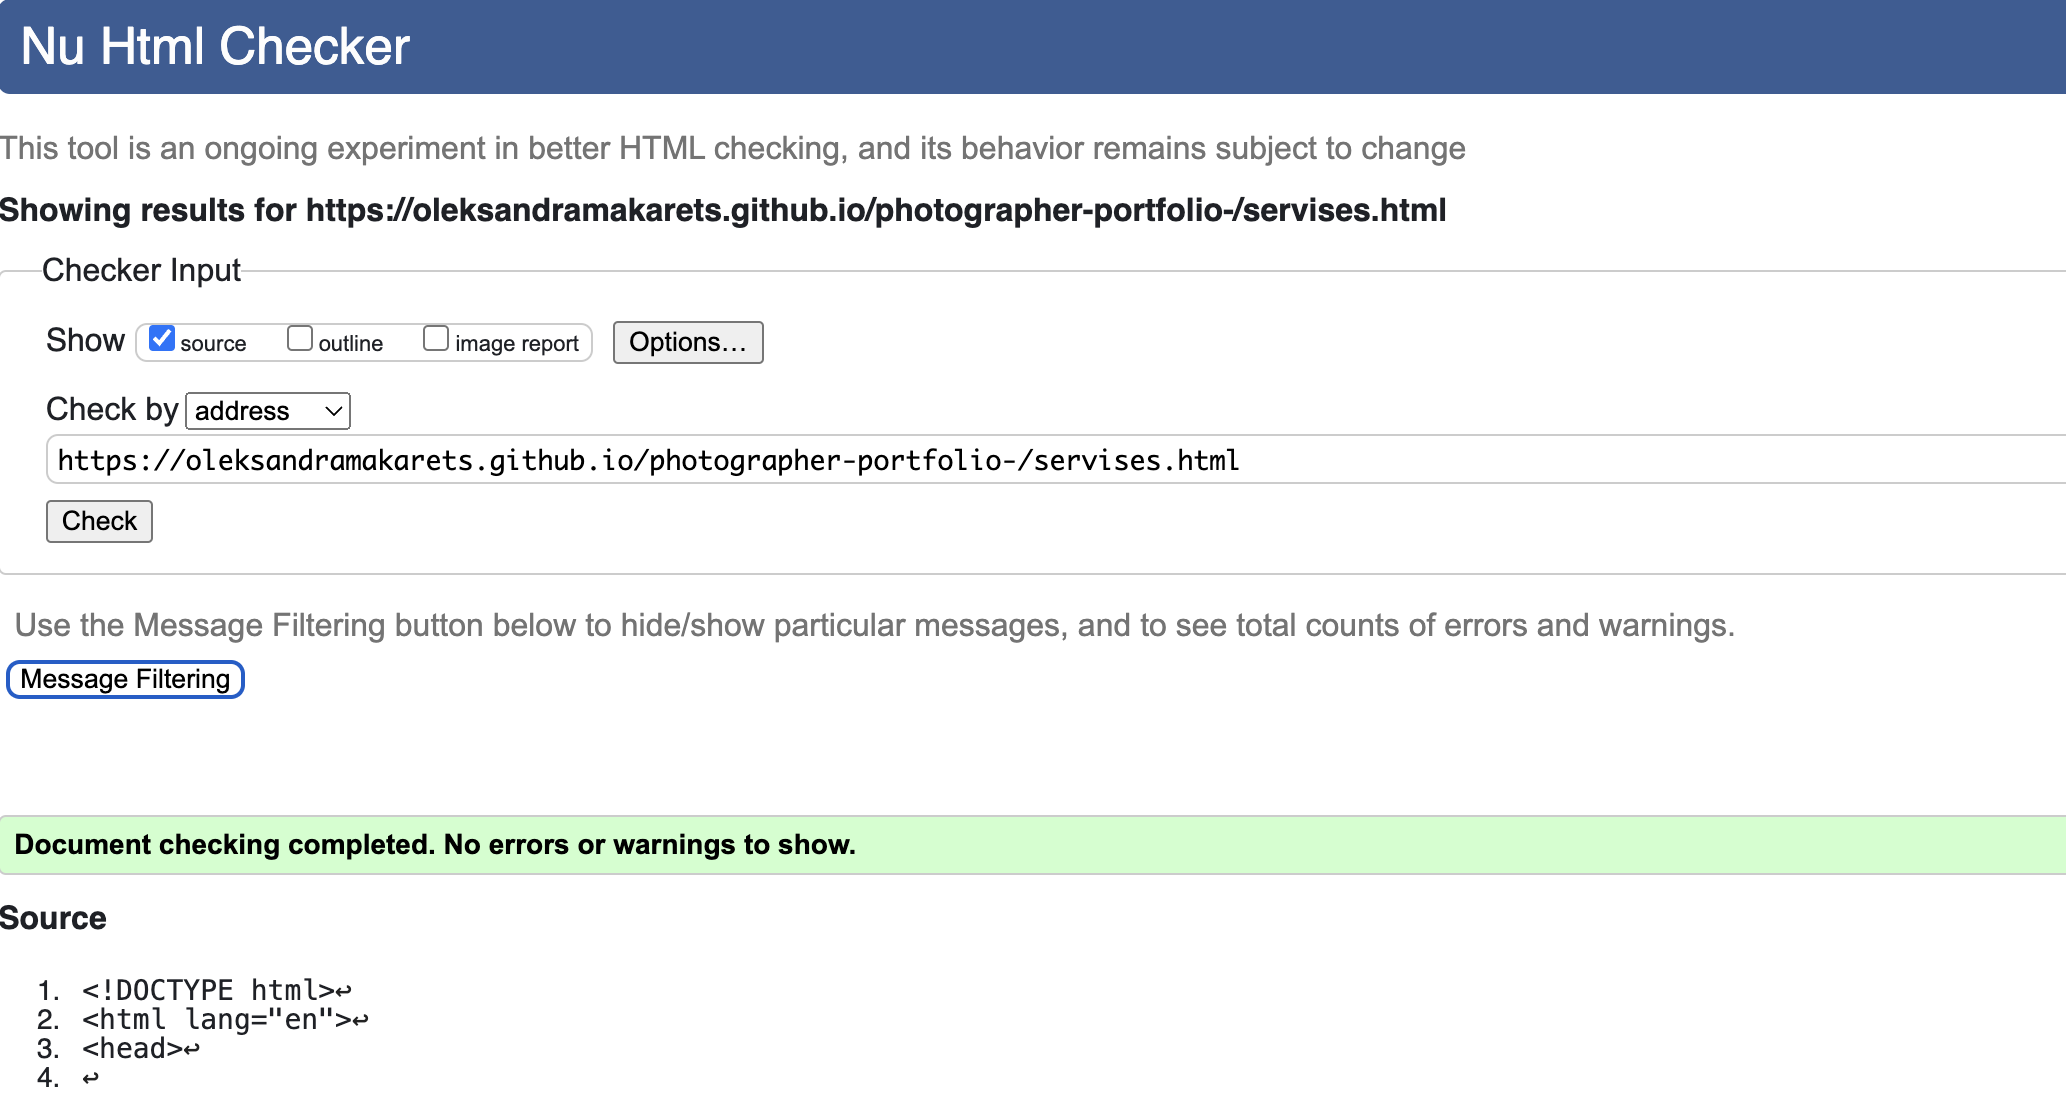 Nu Html Checker
This tool is an ongoing experiment in better HTML checking, and its behavior remains subject to change
Showing results for https://oleksandramakarets.github.io/photographer-portfolio-/servises.html
Checker Input
Show source outline image report Options...
Check by address
https://oleksandramakarets.github.io/photographer-portfolio-/servises.html
Check
Use the Message Filtering button below to hide/show particular messages, and to see total counts of errors and warnings.
Message Filtering
Document checking completed. No errors or warnings to show.
Source
1. <!DOCTYPE html>↩
2. <html lang="en">↩
3. <head>↩
4. ↩